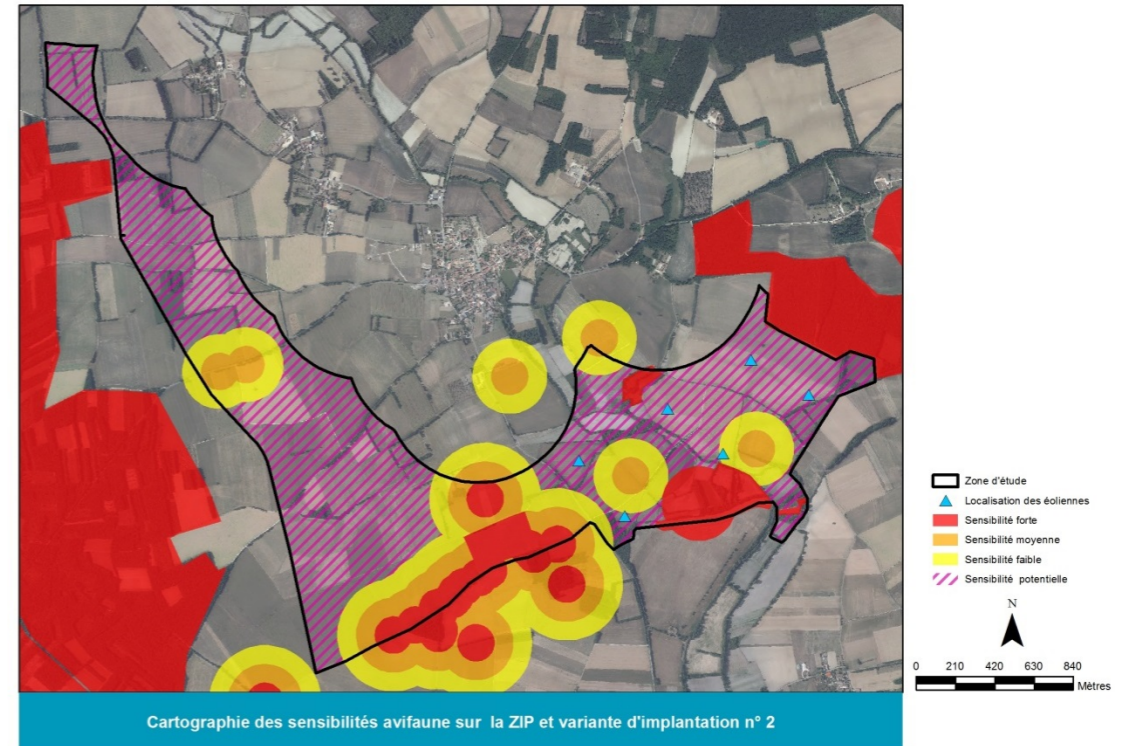 Zone d'étude
Localisation des éoliennes
Sensibilité forte
Sensibilité moyenne
Sensibilité faible
Sensibilité potentielle
N
0 210 420 630 840
Mètres
Cartographie des sensibilités avifaune sur la ZIP et variante d'implantation n° 2